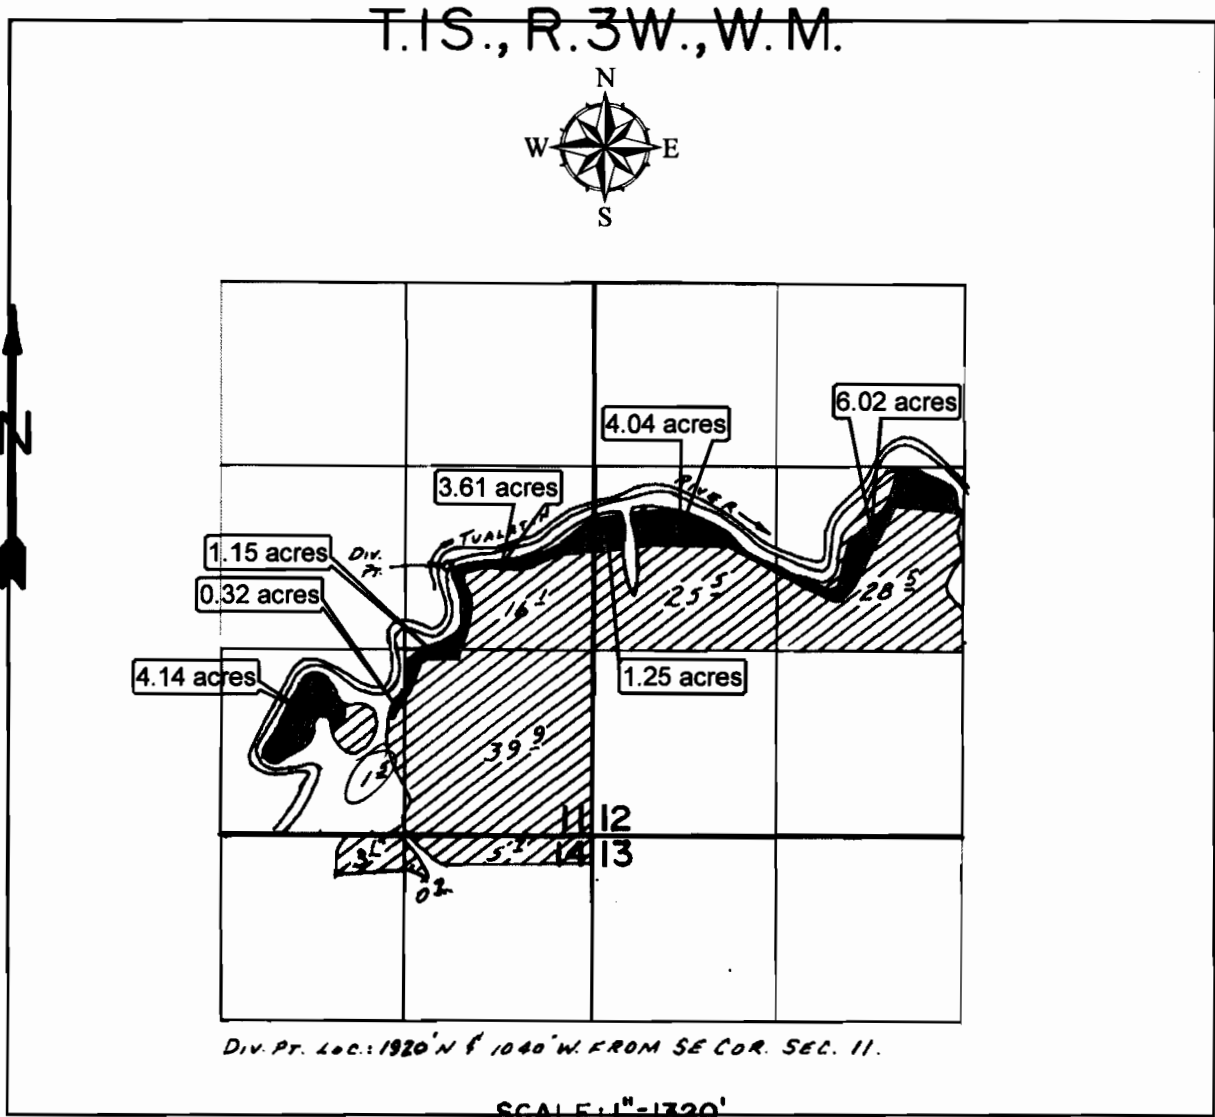 T.1S., R.3W., W.M.
N
W E
S
N
6.02 acres
4.04 acres
3.61 acres
RIVER
TUALATIN
1.15 acres
DIV.
PT.
0.32 acres
16.1
25.5
28.5
4.14 acres
1.25 acres
39.9
1.5
11 12
14 13
5.1
0.2
DIV. PT. LOC.: 1920' N & 1040' W. FROM SE COR. SEC. 11.
SCALE: 1" = 1320'